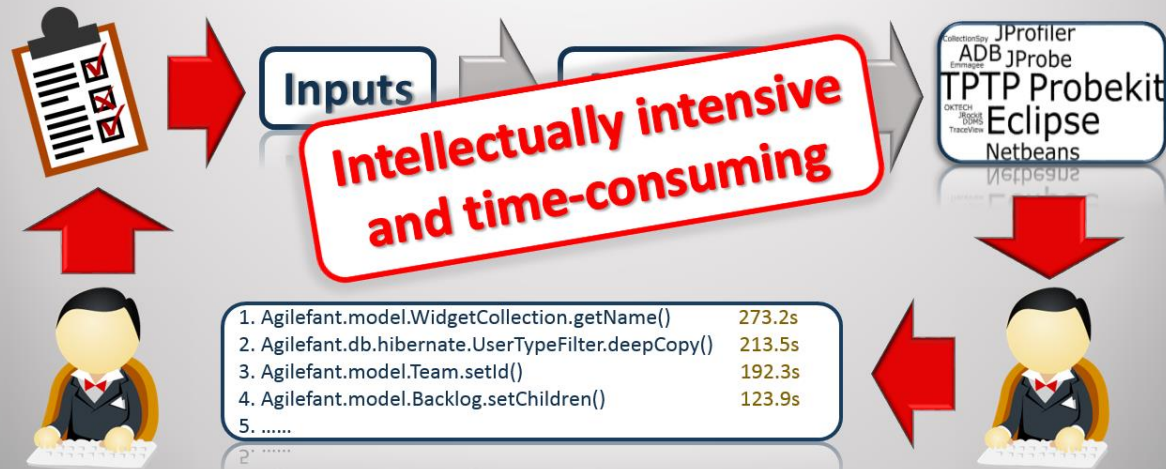 Inputs
Intellectually intensive
and time-consuming
CollectionSpy JProfiler
ADB JProbe
Emmagee
TPTP Probekit
OKTECH
JRockit
DDMS
TraceView
Eclipse
Netbeans
1. Agilefant.model.WidgetCollection.getName() 273.2s
2. Agilefant.db.hibernate.UserTypeFilter.deepCopy() 213.5s
3. Agilefant.model.Team.setId() 192.3s
4. Agilefant.model.Backlog.setChildren() 123.9s
5. ......